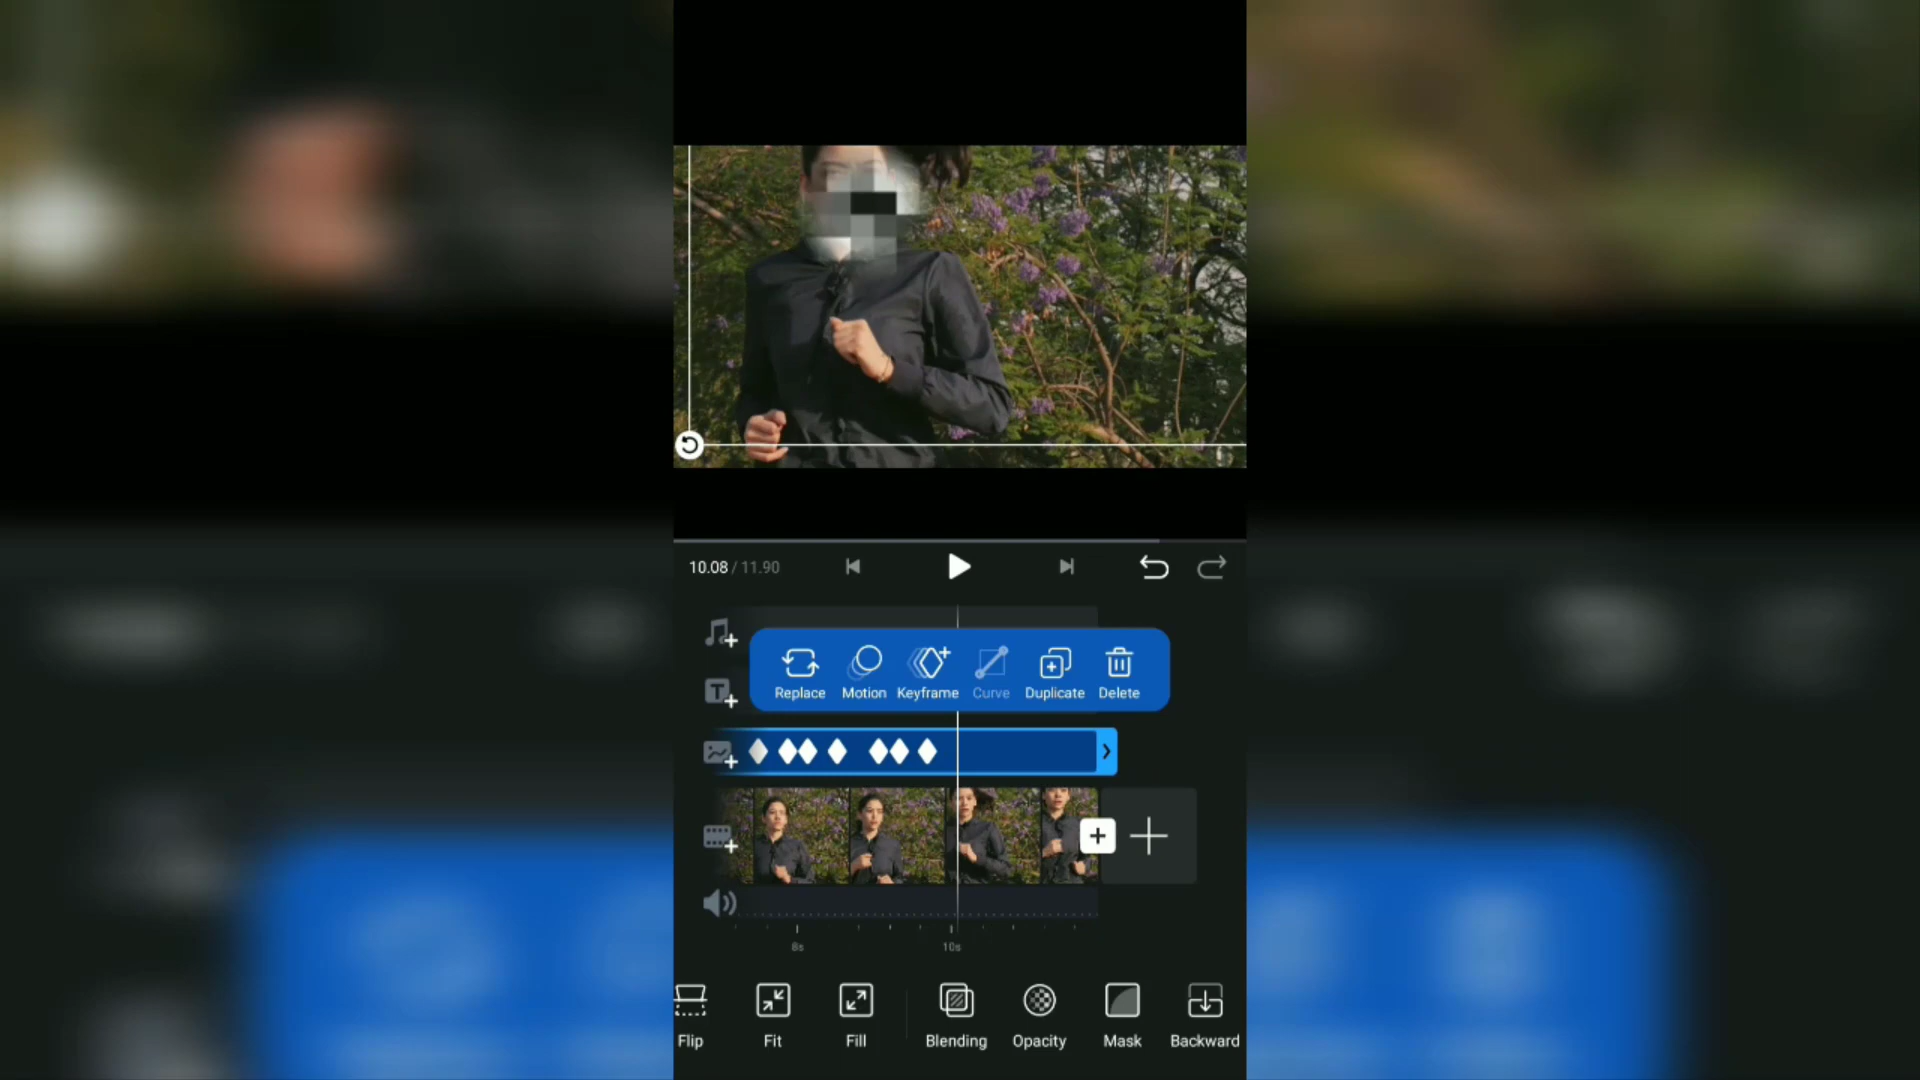 10.08 / 11.90
Replace Motion Keyframe Curve Duplicate Delete
8s 10s
Flip Fit Fill Blending Opacity Mask Backward